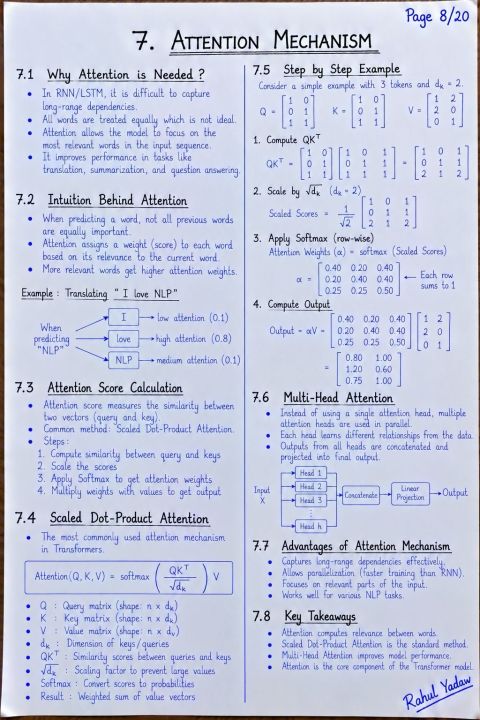 Page 8/20
7. ATTENTION MECHANISM
7.1 Why Attention is Needed ?
• In RNN/LSTM, it is difficult to capture
long-range dependencies.
• All words are treated equally which is not ideal.
• Attention allows the model to focus on the
most relevant words in the input sequence.
• It improves performance in tasks like
translation, summarization, and question answering.
7.2 Intuition Behind Attention
• When predicting a word, not all previous words
are equally important.
• Attention assigns a weight (score) to each word
based on its relevance to the current word.
• More relevant words get higher attention weights.
Example : Translating " I love NLP"
When
predicting
"NLP"
I → low attention (0.1)
love → high attention (0.8)
NLP → medium attention (0.1)
7.3 Attention Score Calculation
• Attention score measures the similarity between
two vectors (query and key).
• Common method: Scaled Dot-Product Attention.
• Steps:
1. Compute similarity between query and keys
2. Scale the scores
3. Apply Softmax to get attention weights
4. Multiply weights with values to get output
7.4 Scaled Dot-Product Attention
• The most commonly used attention mechanism
in Transformers.
Attention(Q, K, V) = softmax ( QKᵀ / √dₖ ) V
• Q : Query matrix (shape: n x dₖ)
• K : Key matrix (shape: n x dₖ)
• V : Value matrix (shape: n x dᵥ)
• dₖ : Dimension of keys/queries
• QKᵀ : Similarity scores between queries and keys
• √dₖ : Scaling factor to prevent large values
• Softmax : Convert scores to probabilities
• Result : Weighted sum of value vectors
7.5 Step by Step Example
Consider a simple example with 3 tokens and dₖ = 2.
1 0 1 0 1 2
Q = 0 1 K = 0 1 V = 2 0
1 1 1 1 0 1
1. Compute QKᵀ
1 0 1 0 1 1 0 1
QKᵀ = 0 1 0 1 1 = 0 1 1
1 1 1 1 1 2 1 2
2. Scale by √dₖ (dₖ = 2)
1 0 1
Scaled Scores = 1/√2 0 1 1
2 1 2
3. Apply Softmax (row-wise)
Attention Weights (α) = softmax (Scaled Scores)
0.40 0.20 0.40
α = 0.20 0.40 0.40 ← Each row
0.25 0.25 0.50 sums to 1
4. Compute Output
0.40 0.20 0.40 1 2
Output = αV = 0.20 0.40 0.40 2 0
0.25 0.25 0.50 0 1
0.80 1.00
= 1.20 0.60
0.75 1.00
7.6 Multi-Head Attention
• Instead of using a single attention head, multiple
attention heads are used in parallel.
• Each head learns different relationships from the data.
• Outputs from all heads are concatenated and
projected into final output.
Input
X
Head 1
Head 2
Head 3
⋮
Head h
Concatenate
Linear
Projection
Output
7.7 Advantages of Attention Mechanism
• Captures long-range dependencies effectively.
• Allows parallelization (faster training than RNN).
• Focuses on relevant parts of the input.
• Works well for various NLP tasks.
7.8 Key Takeaways
• Attention computes relevance between words.
• Scaled Dot-Product Attention is the standard method.
• Multi-Head Attention improves model performance.
• Attention is the core component of the Transformer model.
Rahul Yadaw